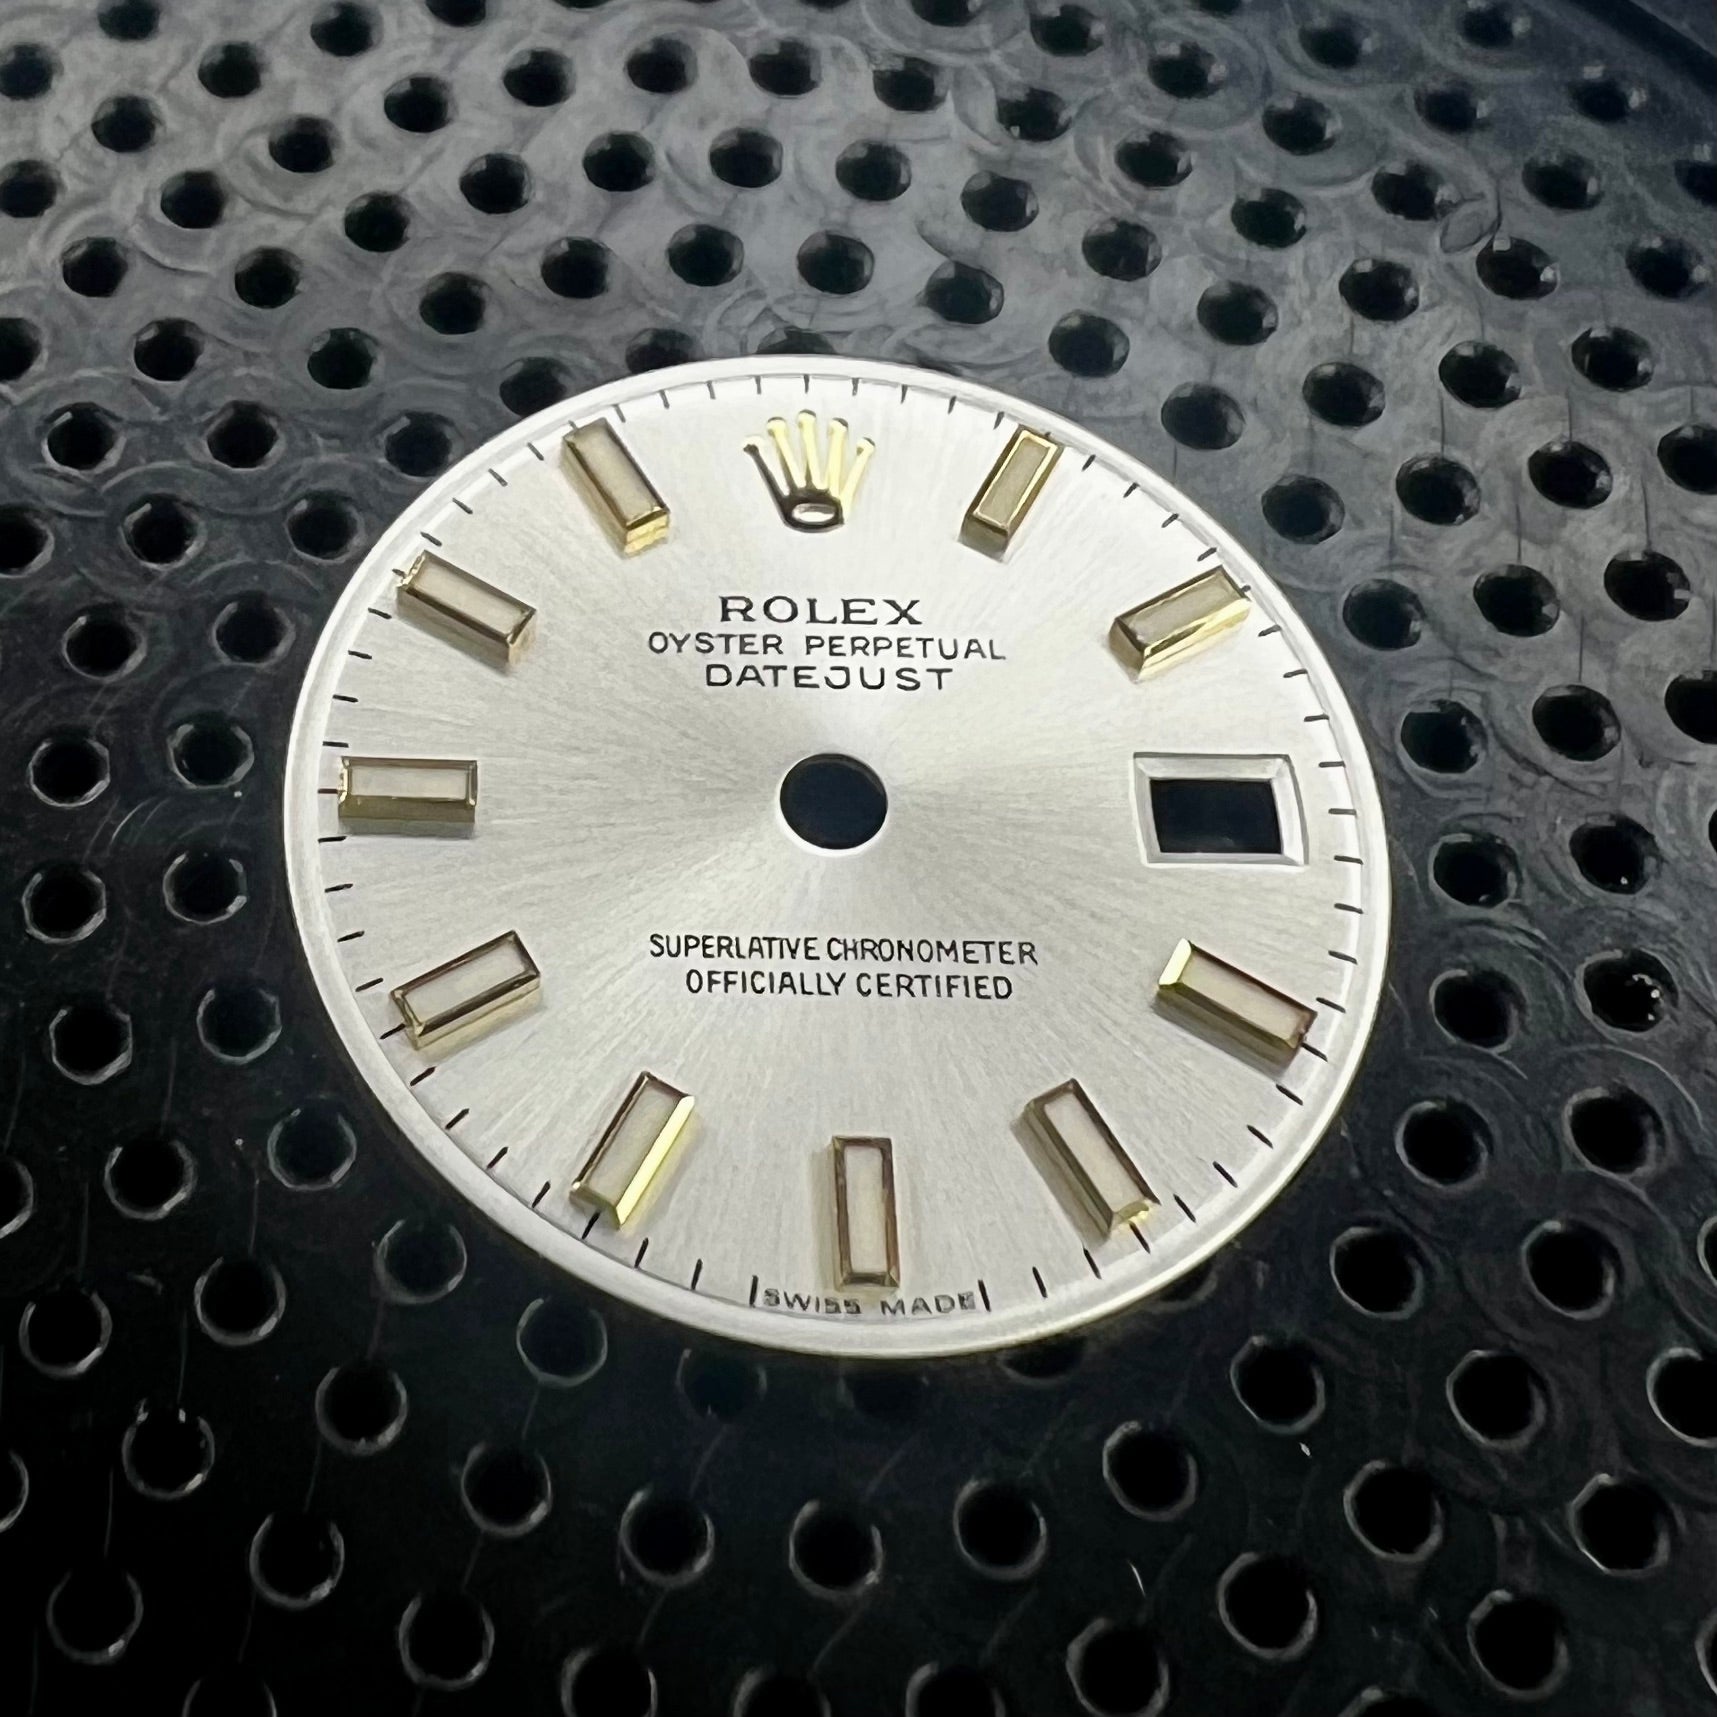 ROLEX
OYSTER PERPETUAL
DATEJUST
SUPERLATIVE CHRONOMETER
OFFICIALLY CERTIFIED
SWISS MADE